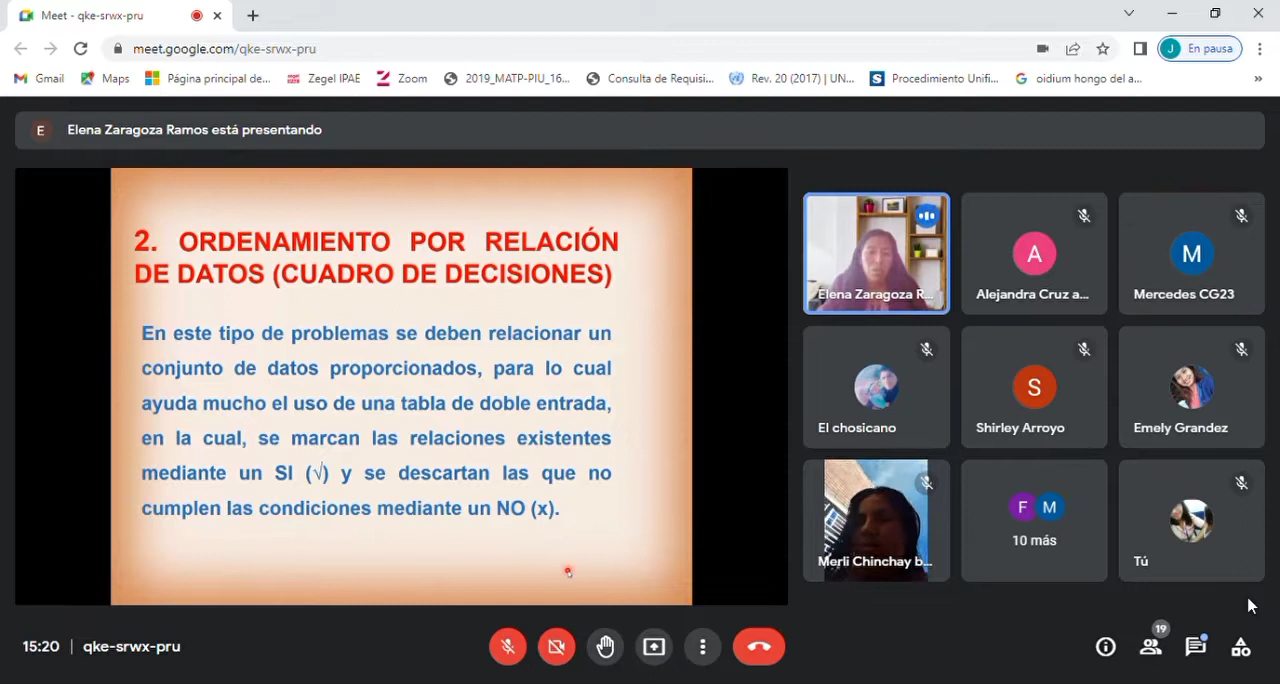 Meet - qke-srwx-pru
meet.google.com/qke-srwx-pru
J
En pausa
Gmail
Maps
Página principal de...
Zegel IPAE
Zoom
2019_MATP-PIU_16...
Consulta de Requisi...
Rev. 20 (2017) | UN...
Procedimiento Unifi...
oidium hongo del a...
»
E
Elena Zaragoza Ramos está presentando
2. ORDENAMIENTO POR RELACIÓN
DE DATOS (CUADRO DE DECISIONES)
En este tipo de problemas se deben relacionar un
conjunto de datos proporcionados, para lo cual
ayuda mucho el uso de una tabla de doble entrada,
en la cual, se marcan las relaciones existentes
mediante un SI (√) y se descartan las que no
cumplen las condiciones mediante un NO (x).
Elena Zaragoza R...
A
Alejandra Cruz a...
M
Mercedes CG23
El chosicano
S
Shirley Arroyo
Emely Grandez
Merli Chinchay b...
F M
10 más
Tú
15:20 | qke-srwx-pru
19